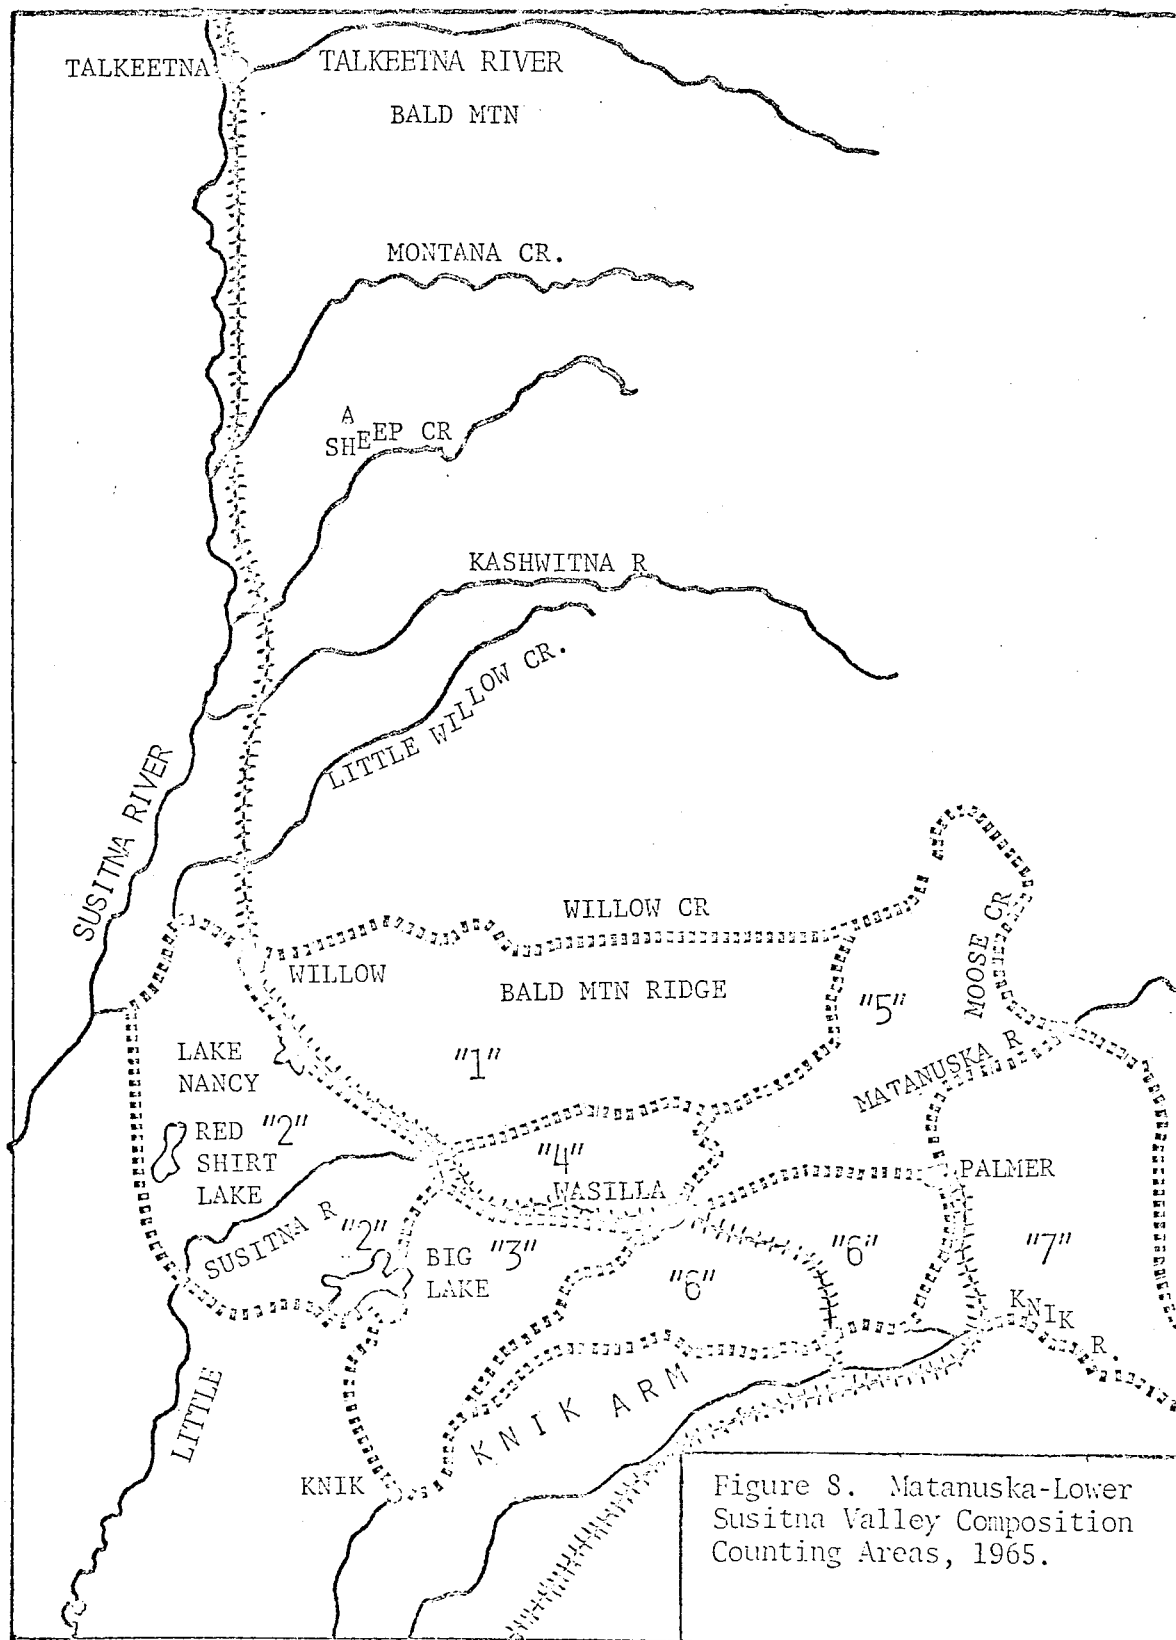 TALKEETNA
TALKEETNA RIVER
BALD MTN
MONTANA CR.
A
SHEEP CR
KASHWITNA R
LITTLE WILLOW CR.
SUSITNA RIVER
WILLOW CR
MOOSE CR
WILLOW
BALD MTN RIDGE
"5"
LAKE
NANCY
"1"
MATANUSKA R
RED
SHIRT
LAKE
"2"
"4"
WASILLA
PALMER
LITTLE SUSITNA R
"2"
BIG
LAKE
"3"
"6"
"6"
"7"
KNIK R.
KNIK ARM
KNIK
Figure 8. Matanuska-Lower
Susitna Valley Composition
Counting Areas, 1965.